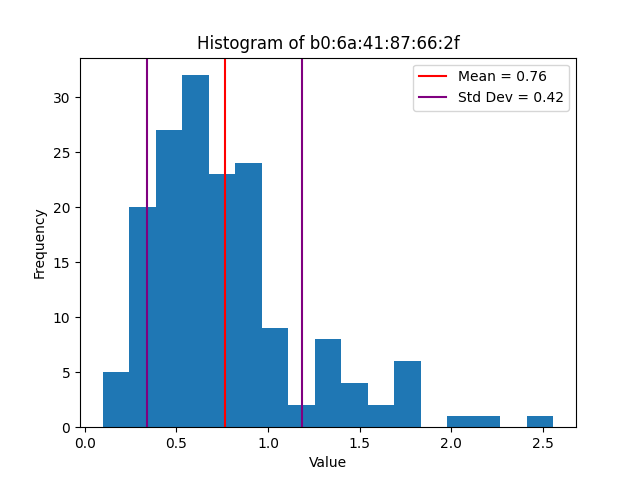 Histogram of b0:6a:41:87:66:2f
Mean = 0.76
Std Dev = 0.42
Frequency
30
25
20
15
10
5
0
0.0 0.5 1.0 1.5 2.0 2.5
Value